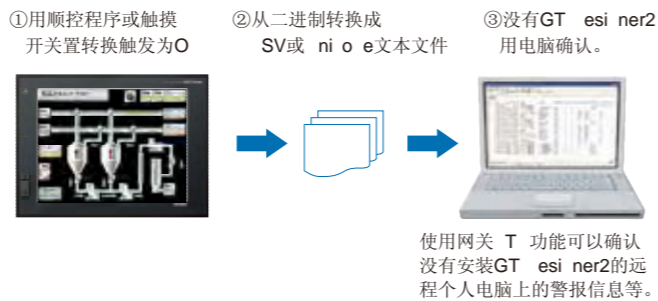 ①用顺控程序或触摸
开关置转换触发为O
②从二进制转换成
SV或 ni o e文本文件
③没有GT esi ner2
用电脑确认。
使用网关 T 功能可以确认
没有安装GT esi ner2的远
程个人电脑上的警报信息等。